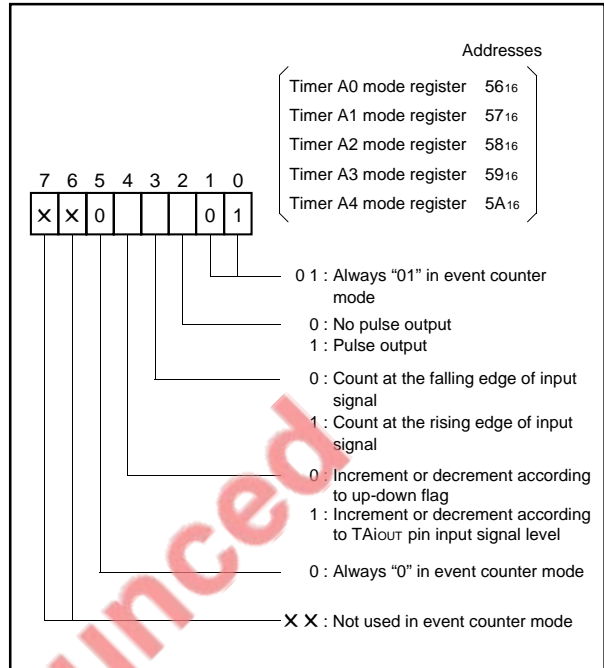 Addresses
Timer A0 mode register 5616
Timer A1 mode register 5716
Timer A2 mode register 5816
Timer A3 mode register 5916
Timer A4 mode register 5A16
7 6 5 4 3 2 1 0
× × 0 0 1
0 1 : Always “01” in event counter
mode
0 : No pulse output
1 : Pulse output
0 : Count at the falling edge of input
signal
1 : Count at the rising edge of input
signal
0 : Increment or decrement according
to up-down flag
1 : Increment or decrement according
to TAiOUT pin input signal level
0 : Always “0” in event counter mode
× × : Not used in event counter mode
unced